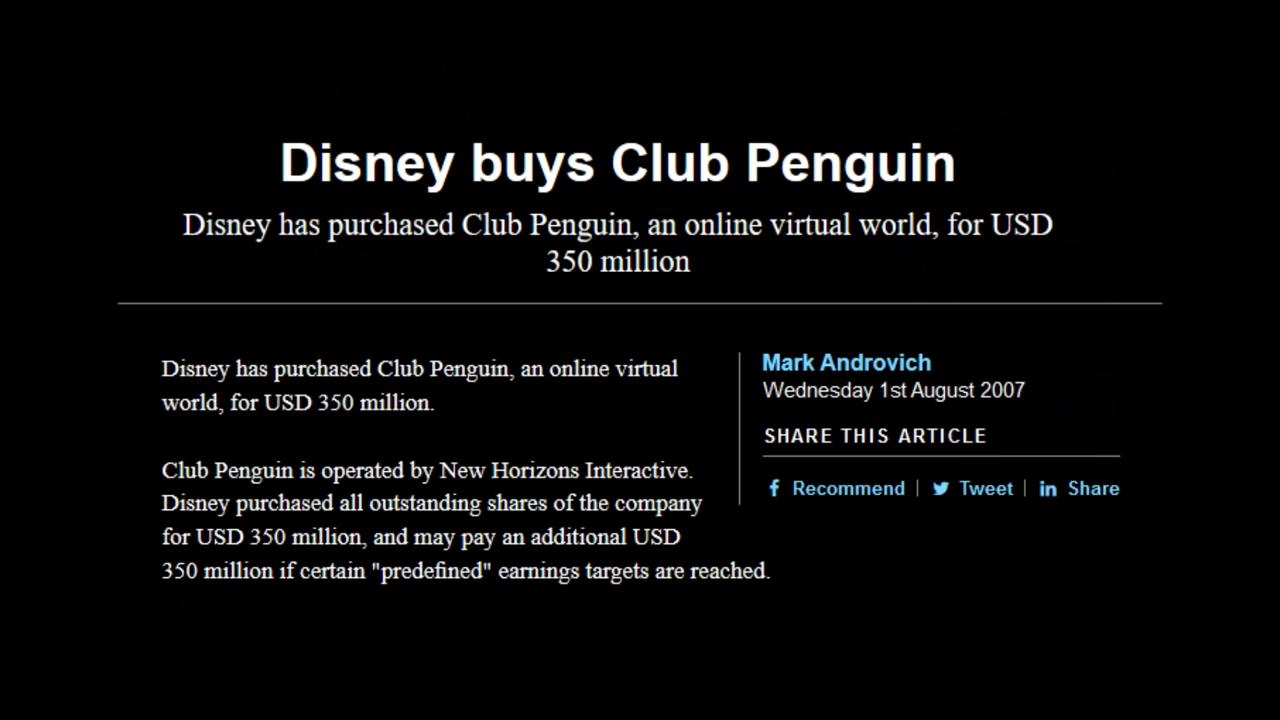 Disney buys Club Penguin
Disney has purchased Club Penguin, an online virtual world, for USD
350 million
Disney has purchased Club Penguin, an online virtual
world, for USD 350 million.
Club Penguin is operated by New Horizons Interactive.
Disney purchased all outstanding shares of the company
for USD 350 million, and may pay an additional USD
350 million if certain "predefined" earnings targets are reached.
Mark Androvich
Wednesday 1st August 2007
SHARE THIS ARTICLE
Recommend | Tweet | Share